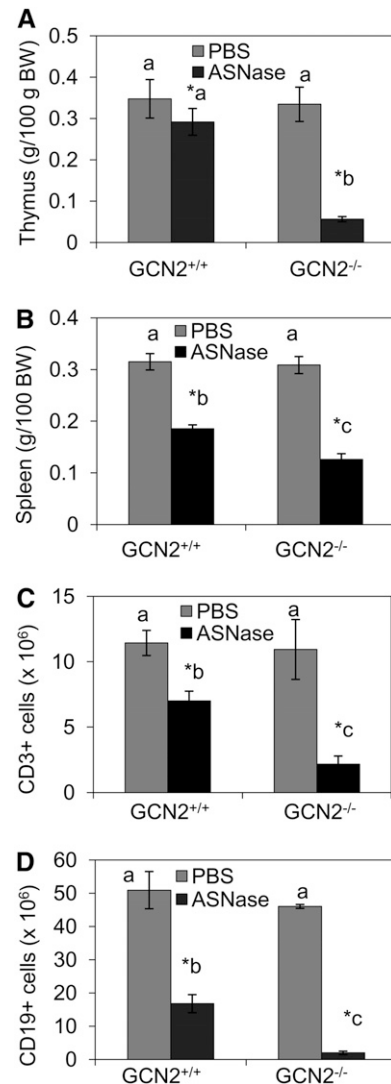 A
Thymus (g/100 g BW)
0.5
0.4
0.3
0.2
0.1
0
PBS
ASNase
a
*a
a
*b
GCN2+/+
GCN2-/-
B
Spleen (g/100 BW)
0.4
0.3
0.2
0.1
0
PBS
ASNase
a
*b
a
*c
GCN2+/+
GCN2-/-
C
CD3+ cells (x 10⁶)
15
10
5
0
PBS
ASNase
a
*b
a
*c
GCN2+/+
GCN2-/-
D
CD19+ cells (x 10⁶)
60
50
40
30
20
10
0
PBS
ASNase
a
*b
a
*c
GCN2+/+
GCN2-/-